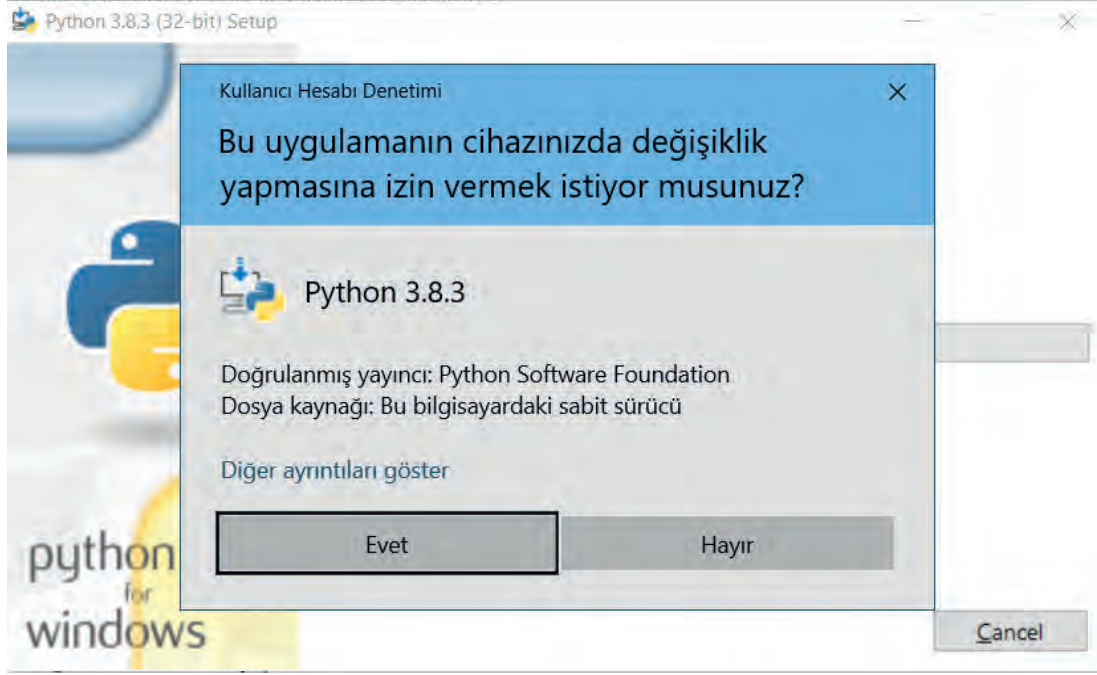 Python 3.8.3 (32-bit) Setup
Kullanıcı Hesabı Denetimi
Bu uygulamanın cihazınızda değişiklik
yapmasına izin vermek istiyor musunuz?
Python 3.8.3
Doğrulanmış yayıncı: Python Software Foundation
Dosya kaynağı: Bu bilgisayardaki sabit sürücü
Diğer ayrıntıları göster
Evet
Hayır
python
for
windows
Cancel